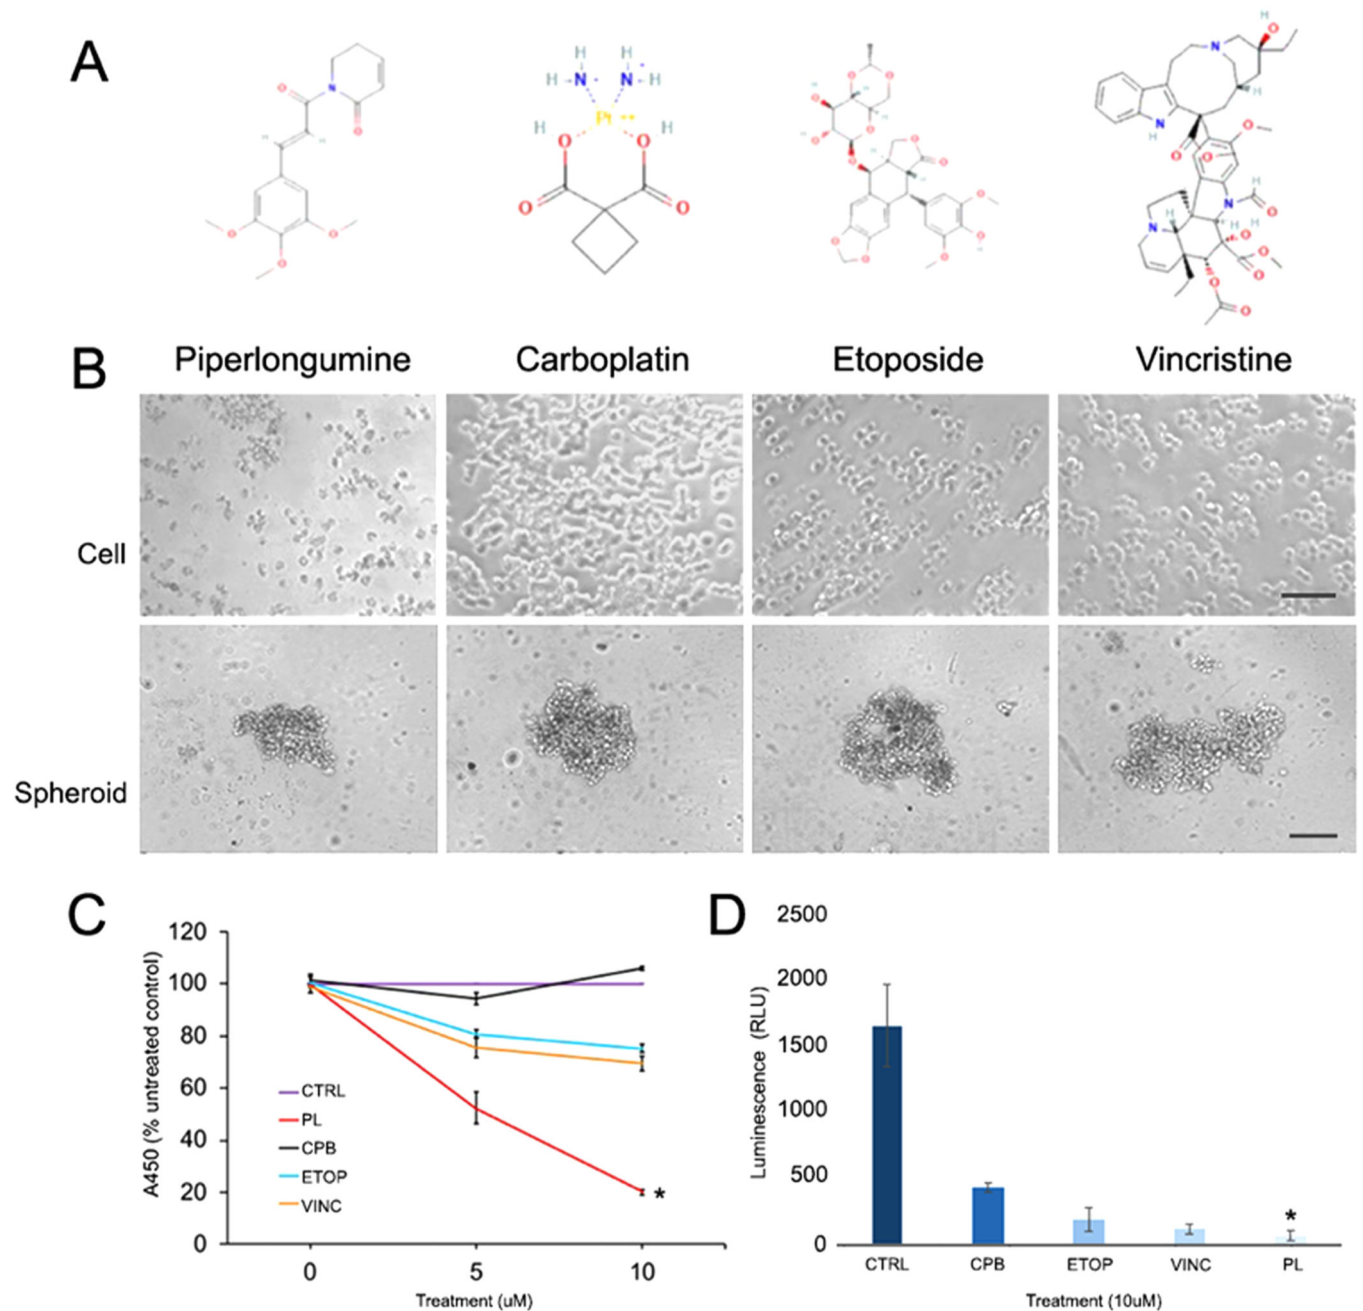 A
B
Piperlongumine
Carboplatin
Etoposide
Vincristine
Cell
Spheroid
C
A450 (% untreated control)
120
100
80
60
40
20
0
CTRL
PL
CPB
ETOP
VINC
*
0
5
10
Treatment (uM)
D
Luminescence (RLU)
2500
2000
1500
1000
500
0
*
CTRL
CPB
ETOP
VINC
PL
Treatment (10uM)